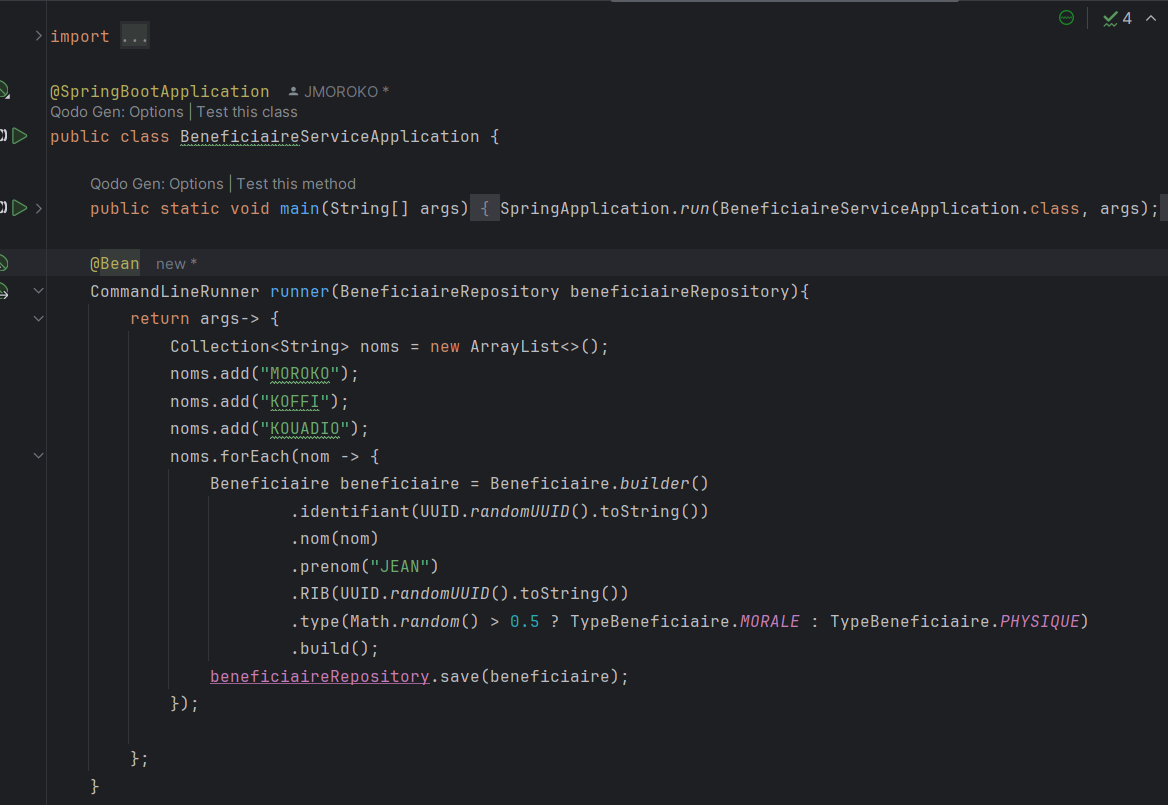 4
import ...
@SpringBootApplication JMOROKO *
Qodo Gen: Options | Test this class
public class BeneficiaireServiceApplication {
Qodo Gen: Options | Test this method
public static void main(String[] args) { SpringApplication.run(BeneficiaireServiceApplication.class, args);
@Bean new *
CommandLineRunner runner(BeneficiaireRepository beneficiaireRepository){
return args-> {
Collection<String> noms = new ArrayList<>();
noms.add("MOROKO");
noms.add("KOFFI");
noms.add("KOUADIO");
noms.forEach(nom -> {
Beneficiaire beneficiaire = Beneficiaire.builder()
.identifiant(UUID.randomUUID().toString())
.nom(nom)
.prenom("JEAN")
.RIB(UUID.randomUUID().toString())
.type(Math.random() > 0.5 ? TypeBeneficiaire.MORALE : TypeBeneficiaire.PHYSIQUE)
.build();
beneficiaireRepository.save(beneficiaire);
});
};
}